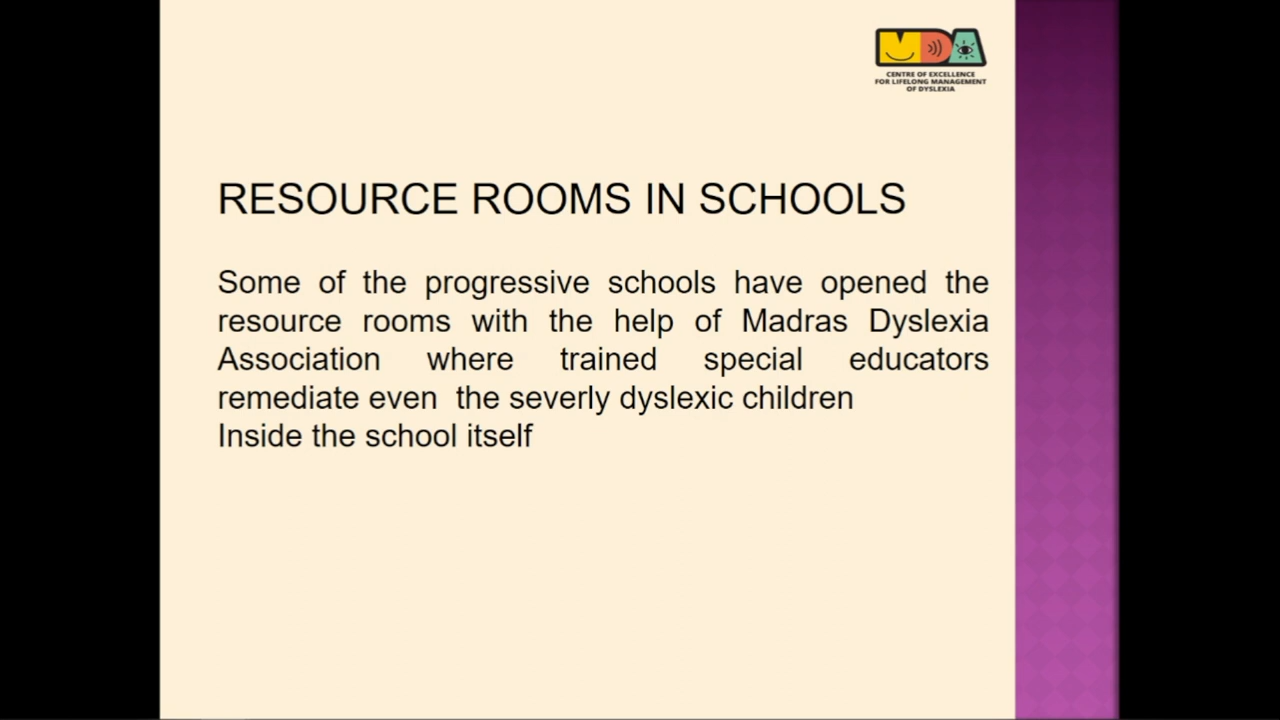 MDA
CENTRE OF EXCELLENCE
FOR LIFELONG MANAGEMENT
OF DYSLEXIA
RESOURCE ROOMS IN SCHOOLS
Some of the progressive schools have opened the
resource rooms with the help of Madras Dyslexia
Association where trained special educators
remediate even  the severly dyslexic children
Inside the school itself